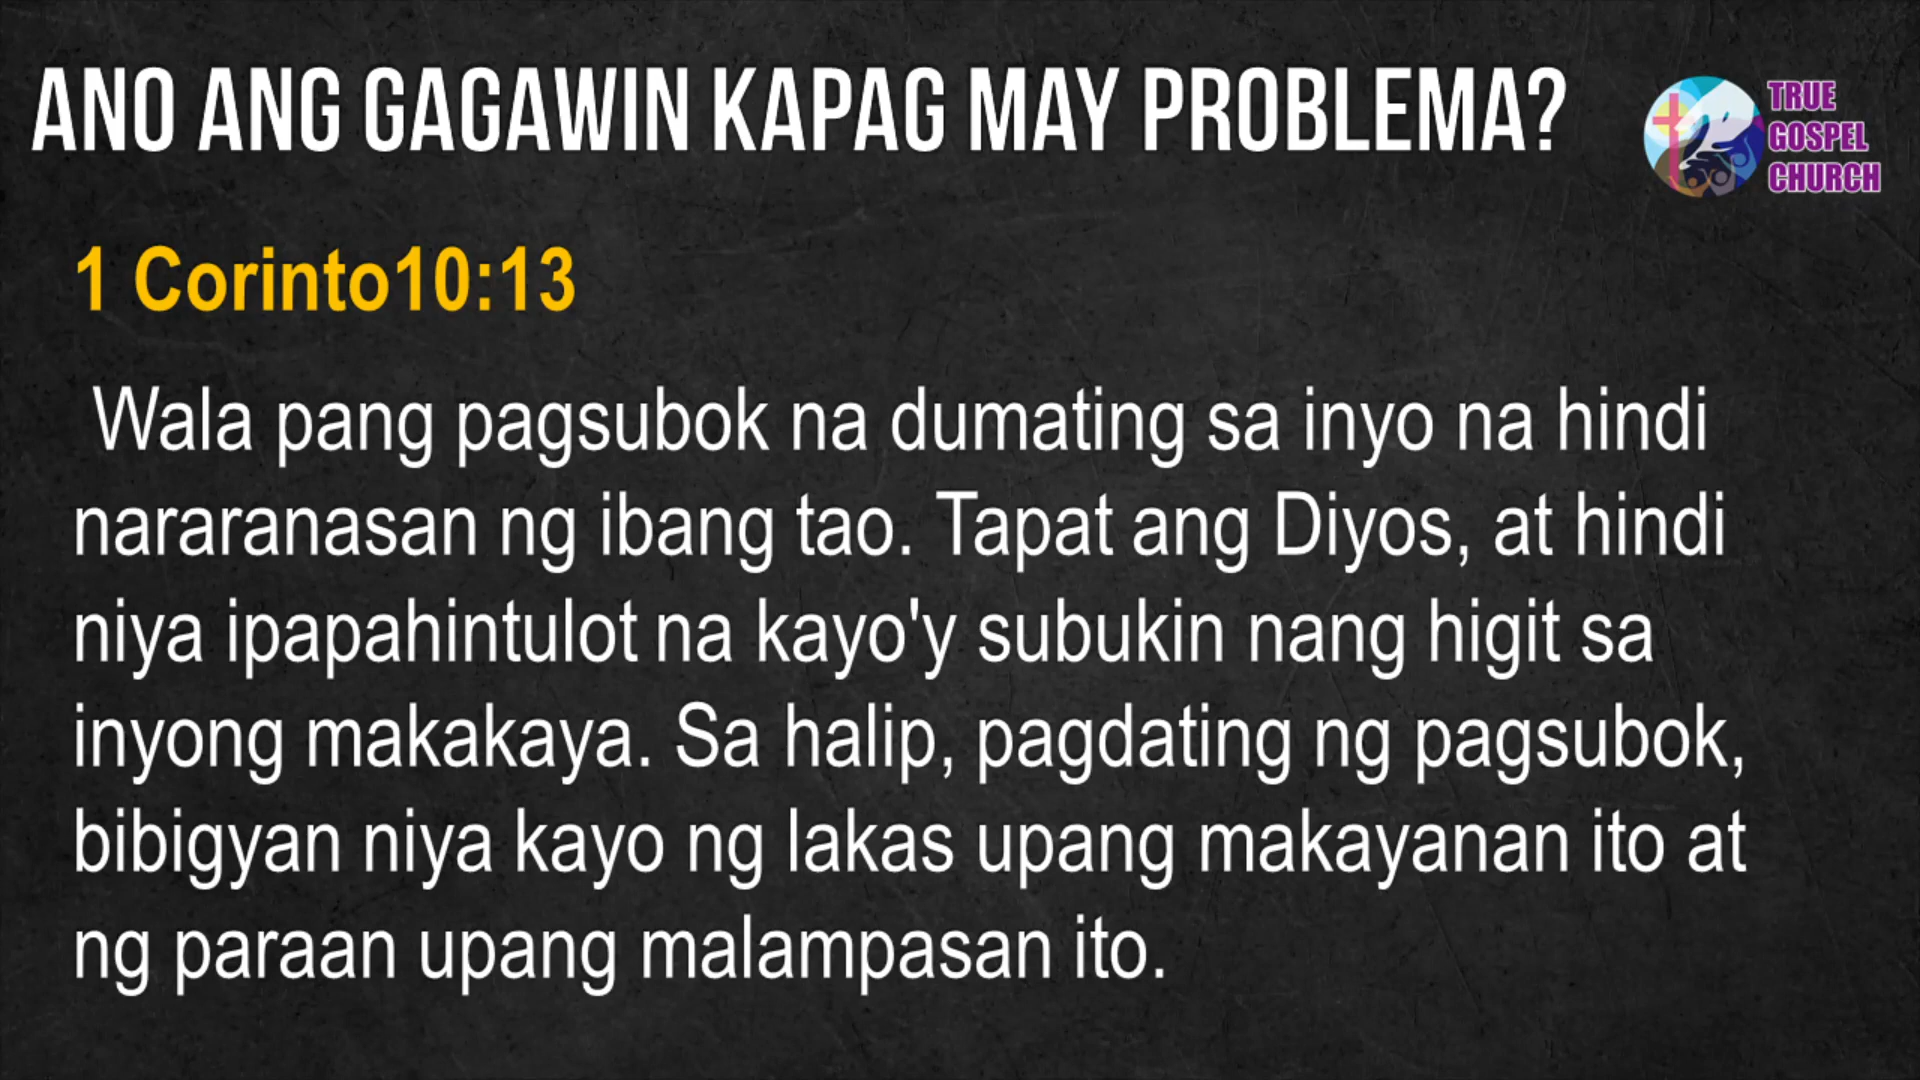 ANO ANG GAGAWIN KAPAG MAY PROBLEMA?
TRUE
GOSPEL
CHURCH
1 Corinto10:13
Wala pang pagsubok na dumating sa inyo na hindi
nararanasan ng ibang tao. Tapat ang Diyos, at hindi
niya ipapahintulot na kayo'y subukin nang higit sa
inyong makakaya. Sa halip, pagdating ng pagsubok,
bibigyan niya kayo ng lakas upang makayanan ito at
ng paraan upang malampasan ito.